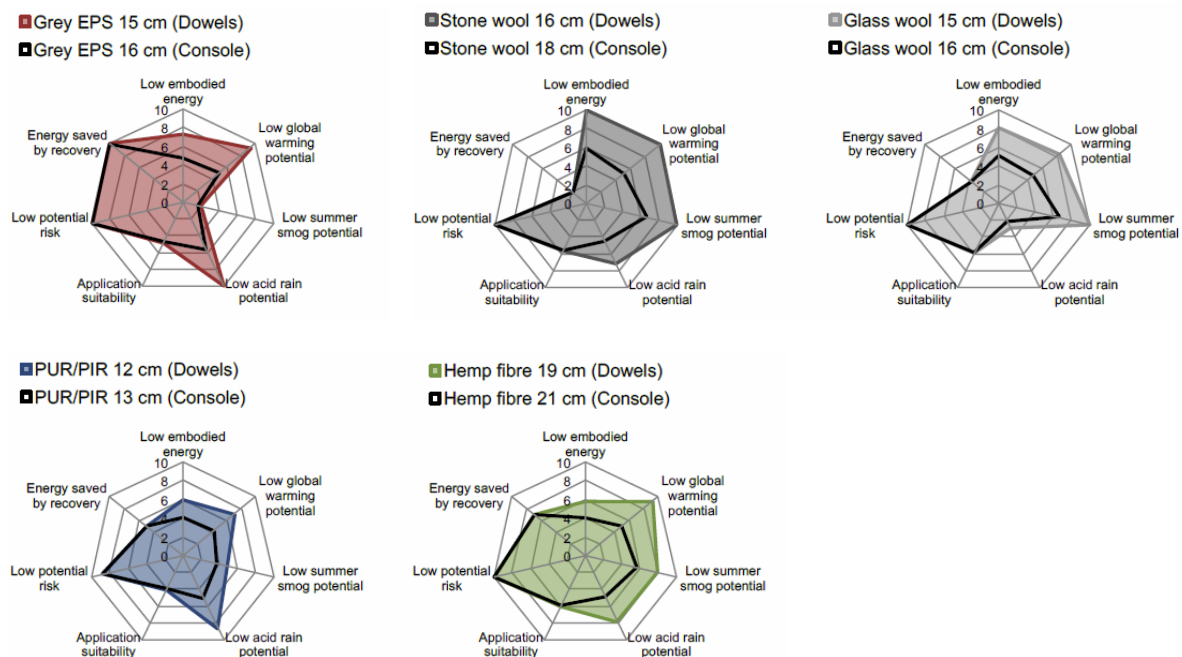 Grey EPS 15 cm (Dowels)
Grey EPS 16 cm (Console)
Low embodied
energy
10
8
6
4
2
0
Low global
warming
potential
Low summer
smog potential
Low acid rain
potential
Application
suitability
Low potential
risk
Energy saved
by recovery
Stone wool 16 cm (Dowels)
Stone wool 18 cm (Console)
Low embodied
energy
10
8
6
4
2
0
Low global
warming
potential
Low summer
smog potential
Low acid rain
potential
Application
suitability
Low potential
risk
Energy saved
by recovery
Glass wool 15 cm (Dowels)
Glass wool 16 cm (Console)
Low embodied
energy
10
8
6
4
2
0
Low global
warming
potential
Low summer
smog potential
Low acid rain
potential
Application
suitability
Low potential
risk
Energy saved
by recovery
PUR/PIR 12 cm (Dowels)
PUR/PIR 13 cm (Console)
Low embodied
energy
10
8
6
4
2
0
Low global
warming
potential
Low summer
smog potential
Low acid rain
potential
Application
suitability
Low potential
risk
Energy saved
by recovery
Hemp fibre 19 cm (Dowels)
Hemp fibre 21 cm (Console)
Low embodied
energy
10
8
6
4
2
0
Low global
warming
potential
Low summer
smog potential
Low acid rain
potential
Application
suitability
Low potential
risk
Energy saved
by recovery